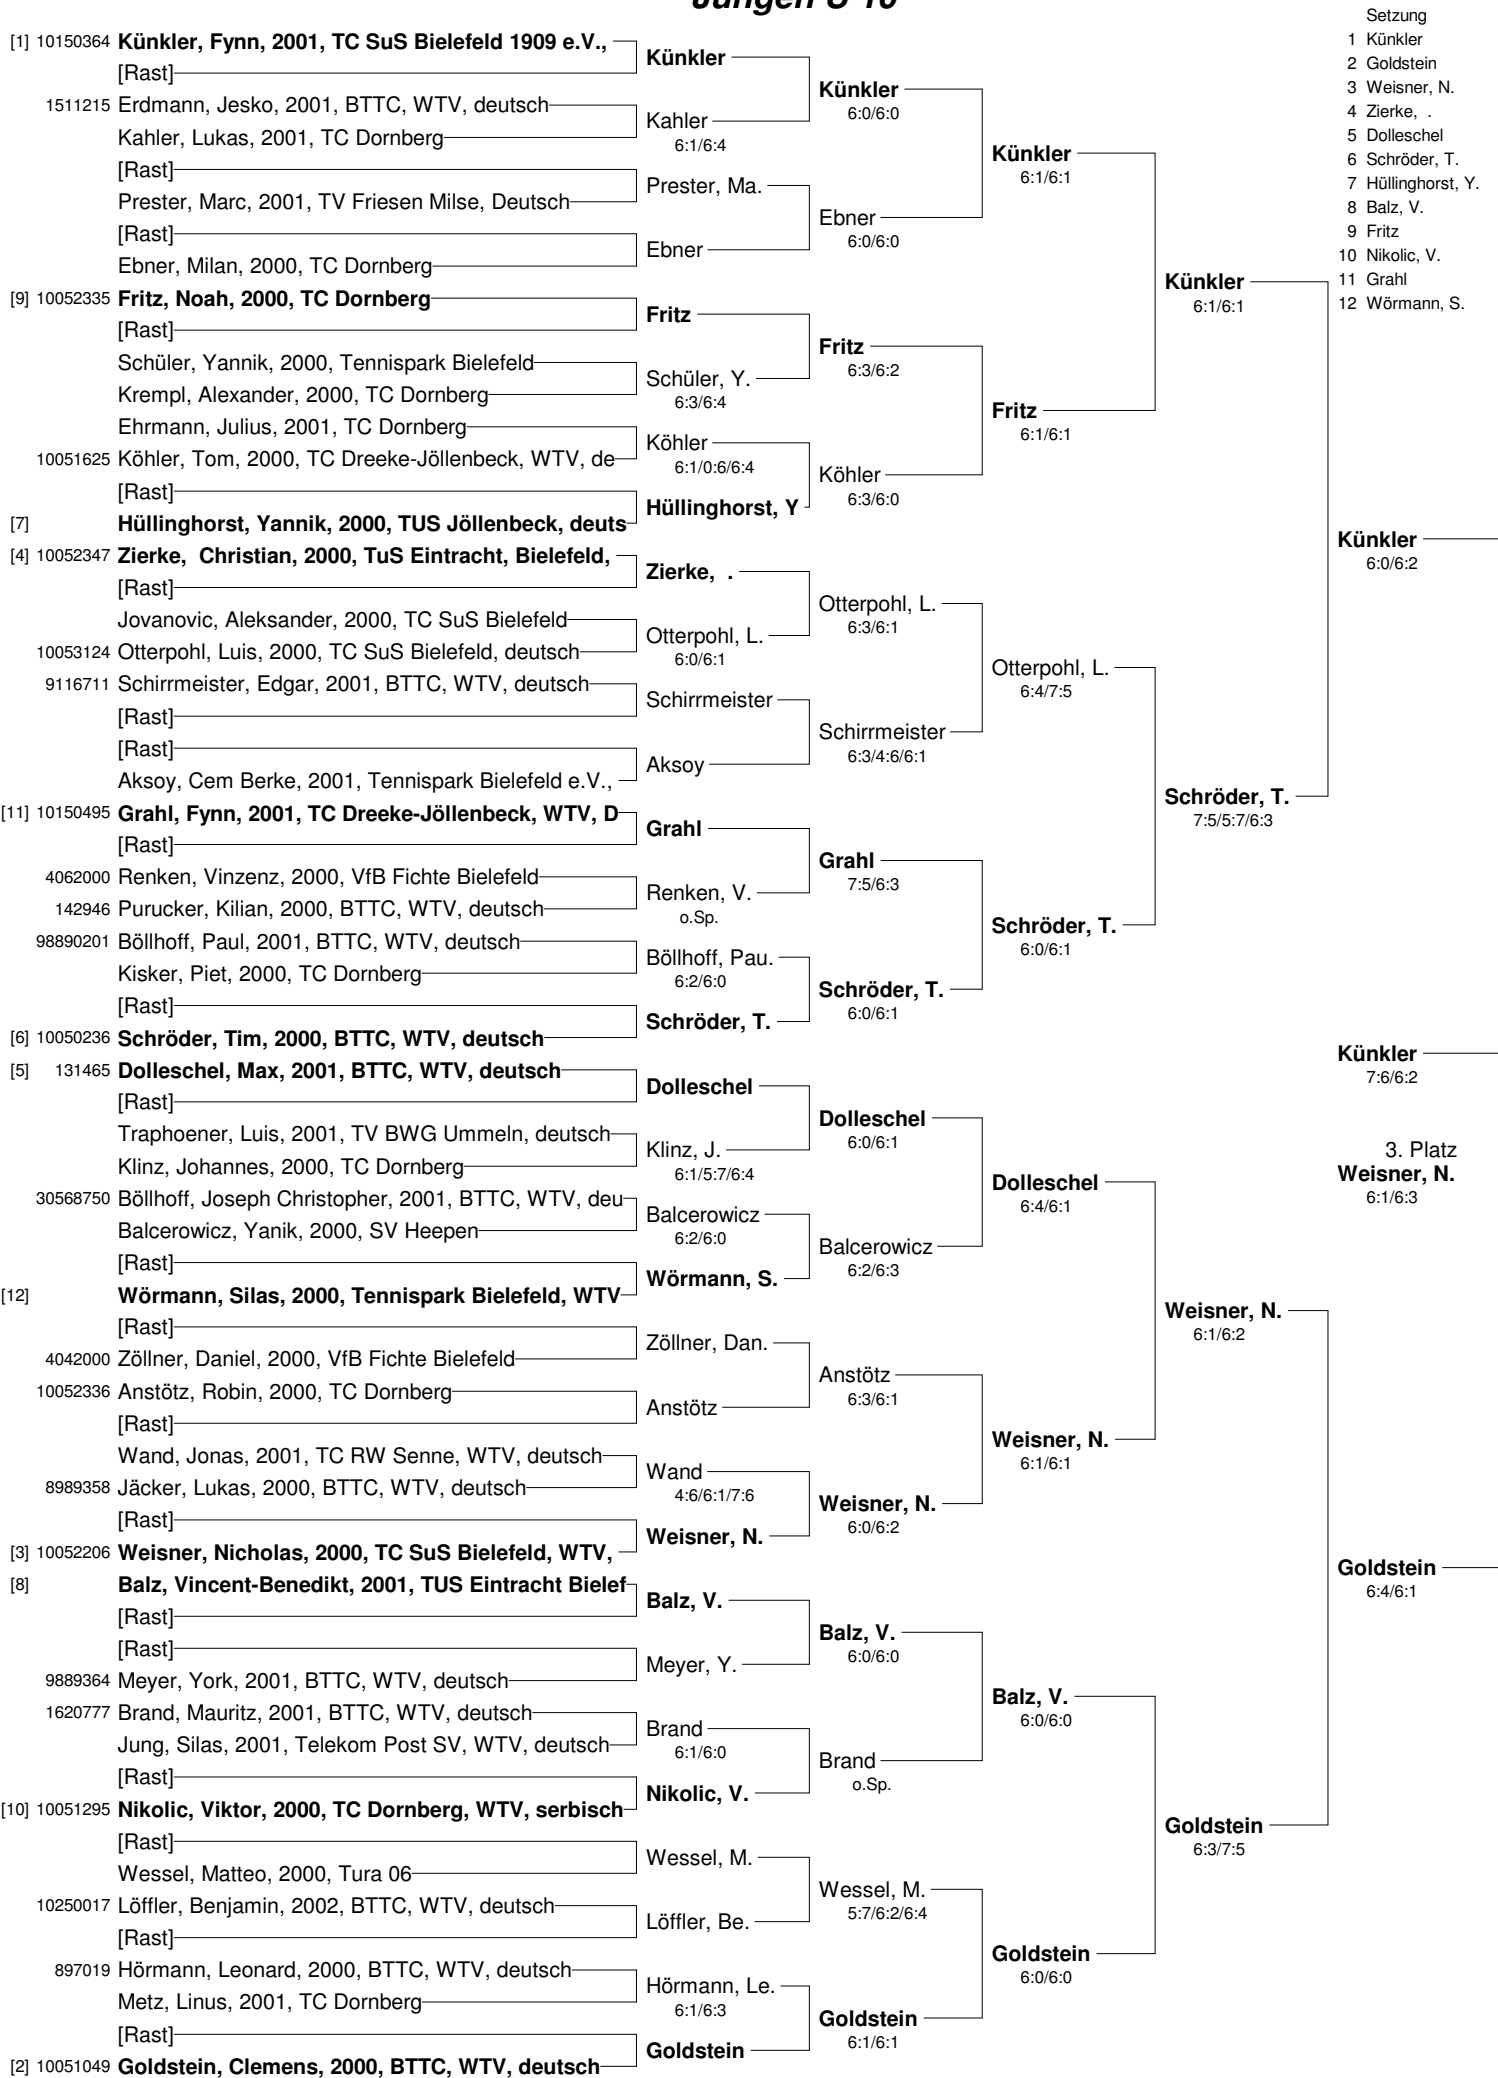 Jungen U 10
Setzung
1 Künkler
2 Goldstein
3 Weisner, N.
4 Zierke, .
5 Dolleschel
6 Schröder, T.
7 Hüllinghorst, Y.
8 Balz, V.
9 Fritz
10 Nikolic, V.
11 Grahl
12 Wörmann, S.
[1] 10150364 Künkler, Fynn, 2001, TC SuS Bielefeld 1909 e.V.,
[Rast]
1511215 Erdmann, Jesko, 2001, BTTC, WTV, deutsch
Kahler, Lukas, 2001, TC Dornberg
[Rast]
Prester, Marc, 2001, TV Friesen Milse, Deutsch
[Rast]
Ebner, Milan, 2000, TC Dornberg
[9] 10052335 Fritz, Noah, 2000, TC Dornberg
[Rast]
Schüler, Yannik, 2000, Tennispark Bielefeld
Krempl, Alexander, 2000, TC Dornberg
Ehrmann, Julius, 2001, TC Dornberg
10051625 Köhler, Tom, 2000, TC Dreeke-Jöllenbeck, WTV, de
[Rast]
[7] Hüllinghorst, Yannik, 2000, TUS Jöllenbeck, deuts
[4] 10052347 Zierke, Christian, 2000, TuS Eintracht, Bielefeld,
[Rast]
Jovanovic, Aleksander, 2000, TC SuS Bielefeld
10053124 Otterpohl, Luis, 2000, TC SuS Bielefeld, deutsch
9116711 Schirrmeister, Edgar, 2001, BTTC, WTV, deutsch
[Rast]
[Rast]
Aksoy, Cem Berke, 2001, Tennispark Bielefeld e.V.,
[11] 10150495 Grahl, Fynn, 2001, TC Dreeke-Jöllenbeck, WTV, D
[Rast]
4062000 Renken, Vinzenz, 2000, VfB Fichte Bielefeld
142946 Purucker, Kilian, 2000, BTTC, WTV, deutsch
98890201 Böllhoff, Paul, 2001, BTTC, WTV, deutsch
Kisker, Piet, 2000, TC Dornberg
[Rast]
[6] 10050236 Schröder, Tim, 2000, BTTC, WTV, deutsch
[5] 131465 Dolleschel, Max, 2001, BTTC, WTV, deutsch
[Rast]
Traphoener, Luis, 2001, TV BWG Ummeln, deutsch
Klinz, Johannes, 2000, TC Dornberg
30568750 Böllhoff, Joseph Christopher, 2001, BTTC, WTV, deu
Balcerowicz, Yanik, 2000, SV Heepen
[Rast]
[12] Wörmann, Silas, 2000, Tennispark Bielefeld, WTV
[Rast]
4042000 Zöllner, Daniel, 2000, VfB Fichte Bielefeld
10052336 Anstötz, Robin, 2000, TC Dornberg
[Rast]
Wand, Jonas, 2001, TC RW Senne, WTV, deutsch
8989358 Jäcker, Lukas, 2000, BTTC, WTV, deutsch
[Rast]
[3] 10052206 Weisner, Nicholas, 2000, TC SuS Bielefeld, WTV,
[8] Balz, Vincent-Benedikt, 2001, TUS Eintracht Bielef
[Rast]
[Rast]
9889364 Meyer, York, 2001, BTTC, WTV, deutsch
1620777 Brand, Mauritz, 2001, BTTC, WTV, deutsch
Jung, Silas, 2001, Telekom Post SV, WTV, deutsch
[Rast]
[10] 10051295 Nikolic, Viktor, 2000, TC Dornberg, WTV, serbisch
[Rast]
Wessel, Matteo, 2000, Tura 06
10250017 Löffler, Benjamin, 2002, BTTC, WTV, deutsch
[Rast]
897019 Hörmann, Leonard, 2000, BTTC, WTV, deutsch
Metz, Linus, 2001, TC Dornberg
[Rast]
[2] 10051049 Goldstein, Clemens, 2000, BTTC, WTV, deutsch
Künkler
Kahler
6:1/6:4
Prester, Ma.
Ebner
Fritz
Schüler, Y.
6:3/6:4
Köhler
6:1/0:6/6:4
Hüllinghorst, Y
Zierke, .
Otterpohl, L.
6:0/6:1
Schirrmeister
Aksoy
Grahl
Renken, V.
o.Sp.
Böllhoff, Pau.
6:2/6:0
Schröder, T.
Dolleschel
Klinz, J.
6:1/5:7/6:4
Balcerowicz
6:2/6:0
Wörmann, S.
Zöllner, Dan.
Anstötz
Wand
4:6/6:1/7:6
Weisner, N.
Balz, V.
Meyer, Y.
Brand
6:1/6:0
Nikolic, V.
Wessel, M.
Löffler, Be.
Hörmann, Le.
6:1/6:3
Goldstein
Künkler
6:0/6:0
Ebner
6:0/6:0
Fritz
6:3/6:2
Köhler
6:3/6:0
Otterpohl, L.
6:3/6:1
Schirrmeister
6:3/4:6/6:1
Grahl
7:5/6:3
Schröder, T.
6:0/6:1
Dolleschel
6:0/6:1
Balcerowicz
6:2/6:3
Anstötz
6:3/6:1
Weisner, N.
6:0/6:2
Balz, V.
6:0/6:0
Brand
o.Sp.
Wessel, M.
5:7/6:2/6:4
Goldstein
6:1/6:1
Künkler
6:1/6:1
Fritz
6:1/6:1
Otterpohl, L.
6:4/7:5
Schröder, T.
6:0/6:1
Dolleschel
6:4/6:1
Weisner, N.
6:1/6:1
Balz, V.
6:0/6:0
Goldstein
6:0/6:0
Künkler
6:1/6:1
Schröder, T.
7:5/5:7/6:3
Weisner, N.
6:1/6:2
Goldstein
6:3/7:5
Künkler
6:0/6:2
Künkler
7:6/6:2
3. Platz
Weisner, N.
6:1/6:3
Goldstein
6:4/6:1